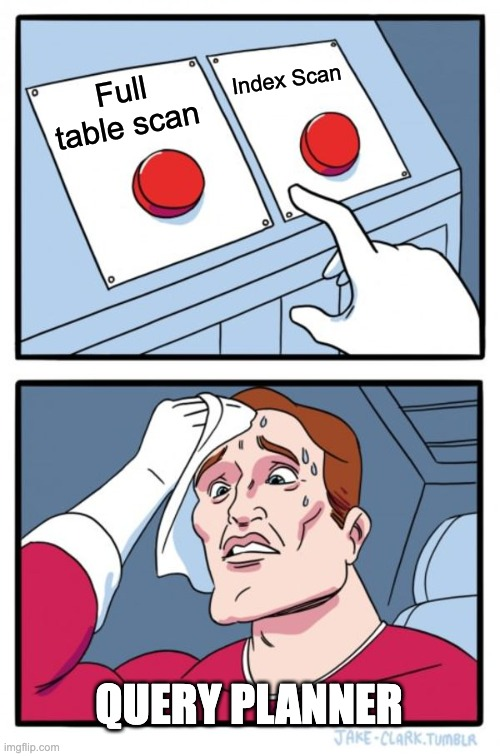 Full
table scan
Index Scan
QUERY PLANNER
JAKE-CLARK.TUMBLR
imgflip.com